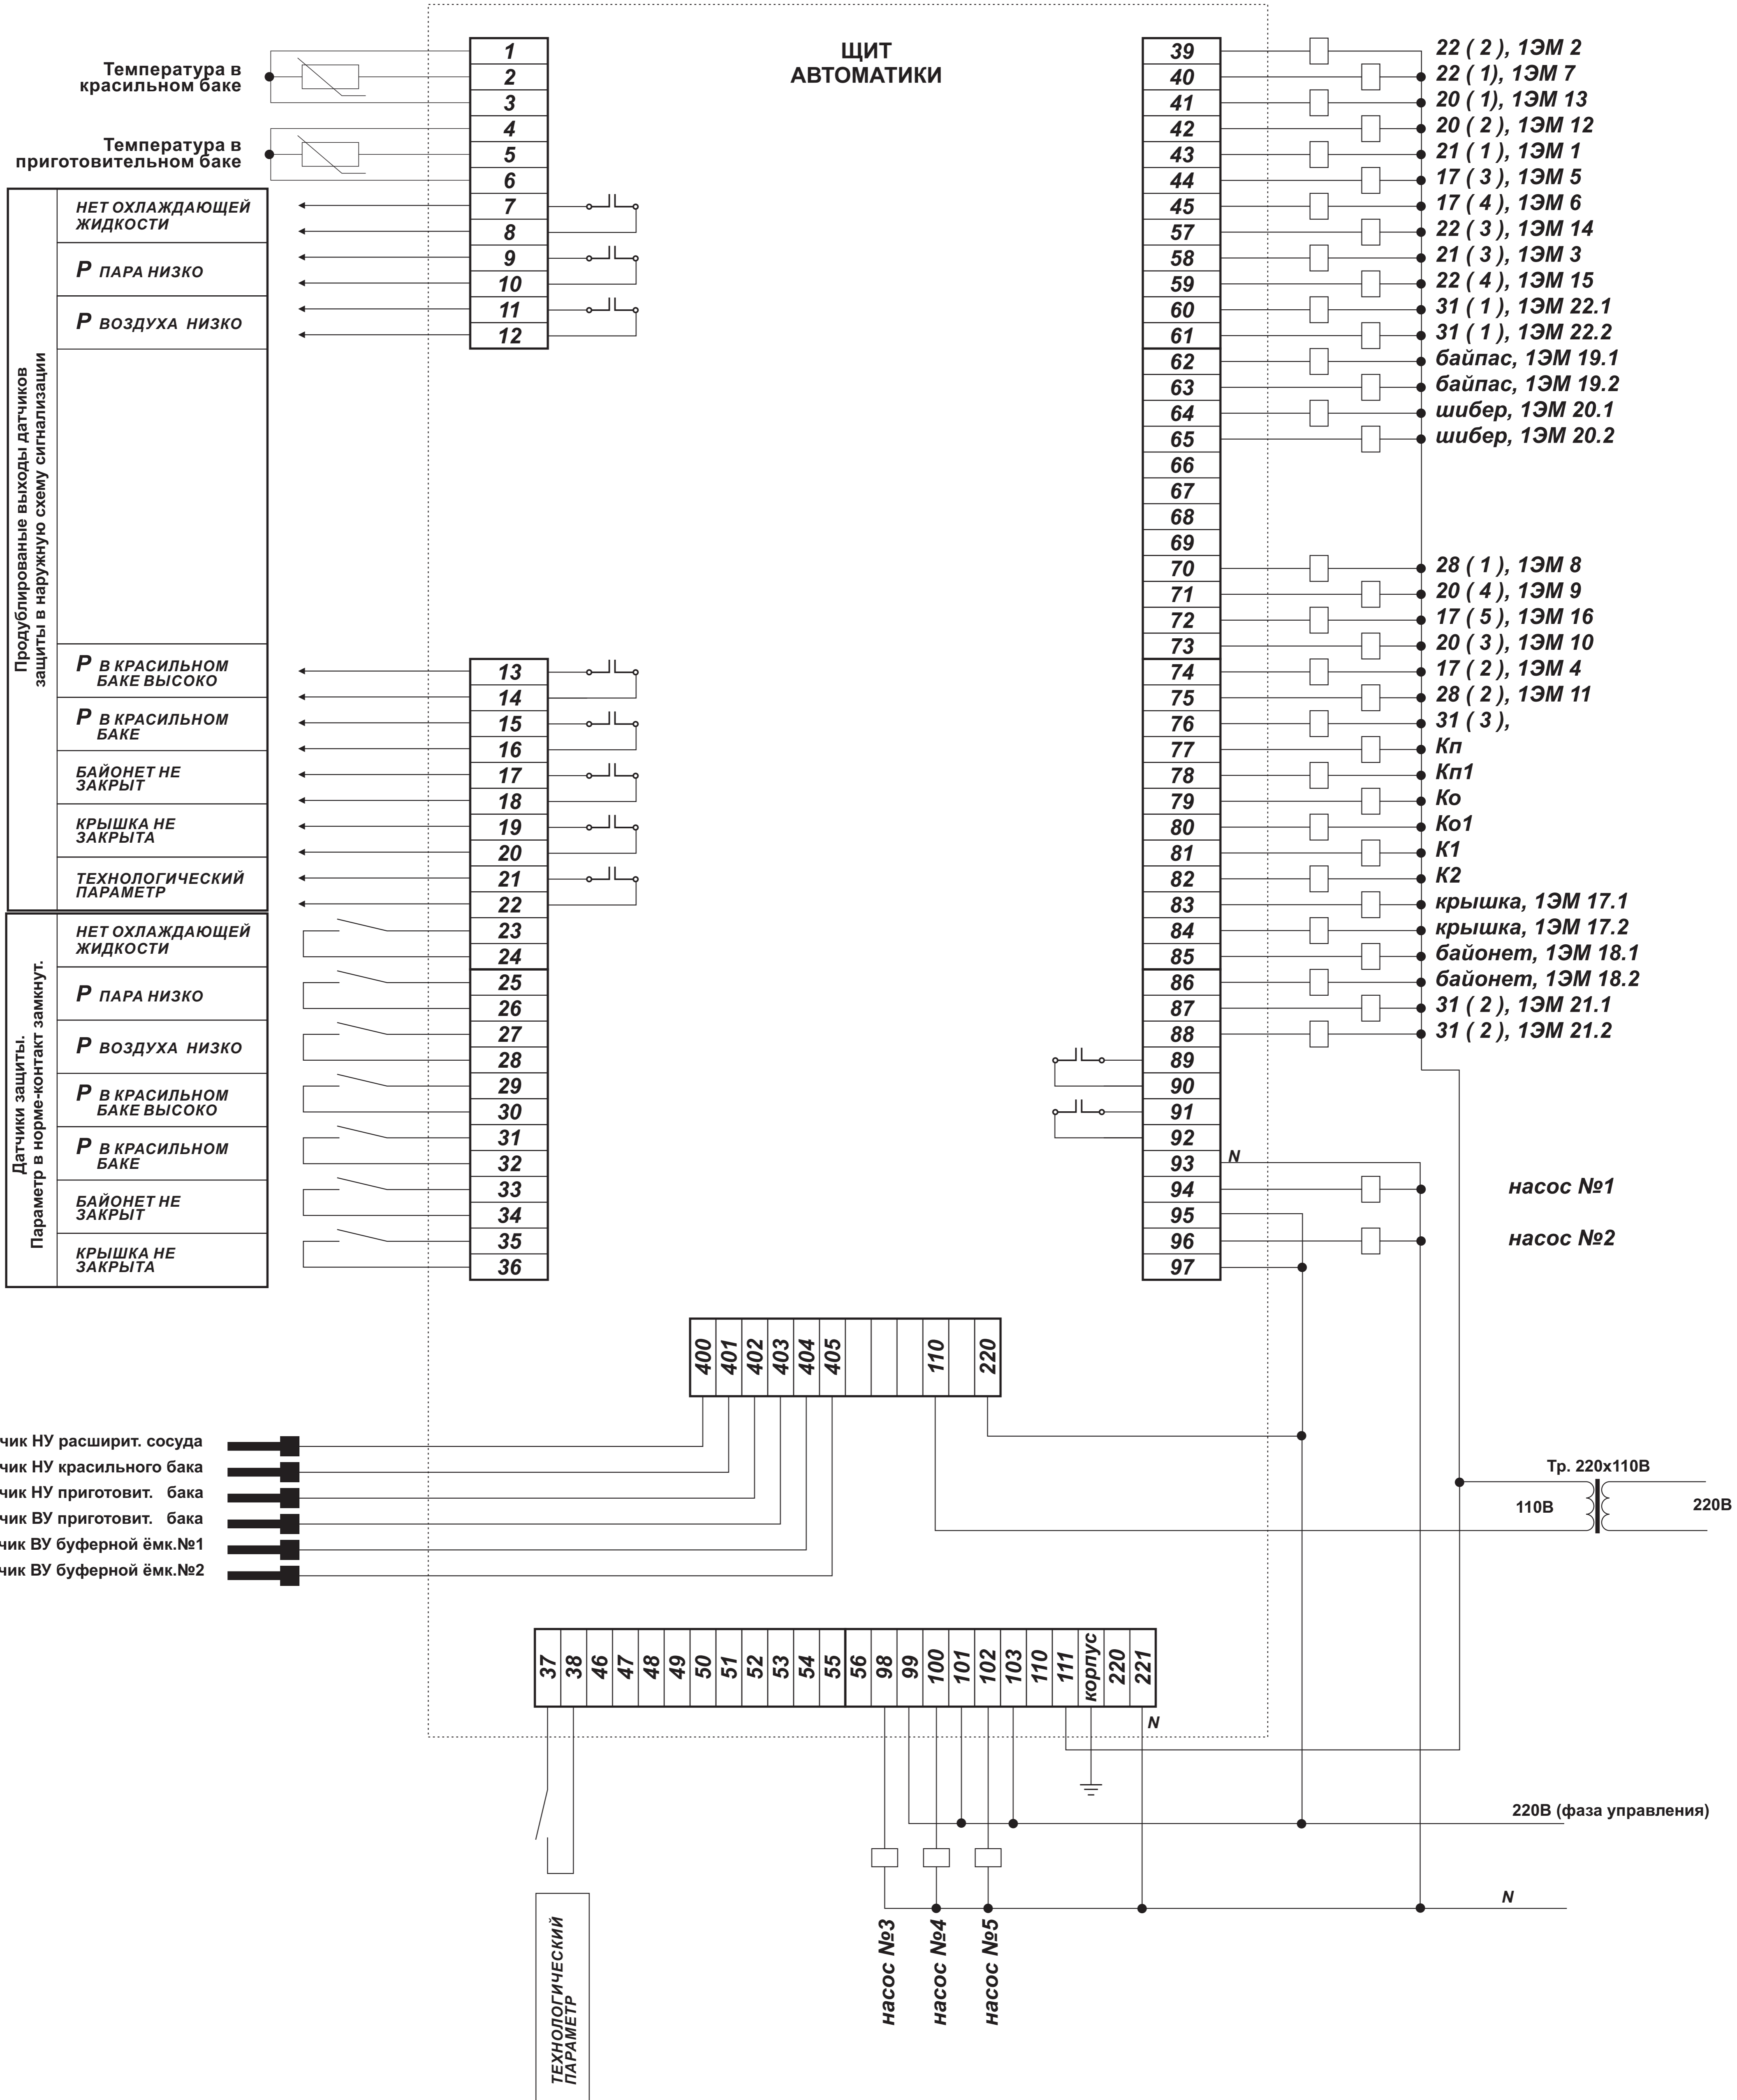 ЩИТ
АВТОМАТИКИ
Температура в
красильном баке
Температура в
приготовительном баке
Продублированые выходы датчиков
защиты в наружную схему сигнализации
НЕТ ОХЛАЖДАЮЩЕЙ
ЖИДКОСТИ
Р ПАРА НИЗКО
Р ВОЗДУХА НИЗКО
Р В КРАСИЛЬНОМ
БАКЕ ВЫСОКО
Р В КРАСИЛЬНОМ
БАКЕ
БАЙОНЕТ НЕ
ЗАКРЫТ
КРЫШКА НЕ
ЗАКРЫТА
ТЕХНОЛОГИЧЕСКИЙ
ПАРАМЕТР
Датчики защиты.
Параметр в норме-контакт замкнут.
НЕТ ОХЛАЖДАЮЩЕЙ
ЖИДКОСТИ
Р ПАРА НИЗКО
Р ВОЗДУХА НИЗКО
Р В КРАСИЛЬНОМ
БАКЕ ВЫСОКО
Р В КРАСИЛЬНОМ
БАКЕ
БАЙОНЕТ НЕ
ЗАКРЫТ
КРЫШКА НЕ
ЗАКРЫТА
1
2
3
4
5
6
7
8
9
10
11
12
13
14
15
16
17
18
19
20
21
22
23
24
25
26
27
28
29
30
31
32
33
34
35
36
39 22 ( 2 ), 1ЭМ 2
40 22 ( 1), 1ЭМ 7
41 20 ( 1), 1ЭМ 13
42 20 ( 2 ), 1ЭМ 12
43 21 ( 1 ), 1ЭМ 1
44 17 ( 3 ), 1ЭМ 5
45 17 ( 4 ), 1ЭМ 6
57 22 ( 3 ), 1ЭМ 14
58 21 ( 3 ), 1ЭМ 3
59 22 ( 4 ), 1ЭМ 15
60 31 ( 1 ), 1ЭМ 22.1
61 31 ( 1 ), 1ЭМ 22.2
62 байпас, 1ЭМ 19.1
63 байпас, 1ЭМ 19.2
64 шибер, 1ЭМ 20.1
65 шибер, 1ЭМ 20.2
66
67
68
69
70 28 ( 1 ), 1ЭМ 8
71 20 ( 4 ), 1ЭМ 9
72 17 ( 5 ), 1ЭМ 16
73 20 ( 3 ), 1ЭМ 10
74 17 ( 2 ), 1ЭМ 4
75 28 ( 2 ), 1ЭМ 11
76 31 ( 3 ),
77 Кп
78 Кп1
79 Ко
80 Ко1
81 К1
82 К2
83 крышка, 1ЭМ 17.1
84 крышка, 1ЭМ 17.2
85 байонет, 1ЭМ 18.1
86 байонет, 1ЭМ 18.2
87 31 ( 2 ), 1ЭМ 21.1
88 31 ( 2 ), 1ЭМ 21.2
89
90
91
92
93 N
94 насос №1
95
96 насос №2
97
400 401 402 403 404 405 110 220
чик НУ расширит. сосуда
чик НУ красильного бака
чик НУ приготовит. бака
чик ВУ приготовит. бака
чик ВУ буферной ёмк.№1
чик ВУ буферной ёмк.№2
Тр. 220х110В
110В
220В
37 38 46 47 48 49 50 51 52 53 54 55 56 98 99 100 101 102 103 110 111 корпус 220 221
N
220В (фаза управления)
N
насос №3
насос №4
насос №5
ТЕХНОЛОГИЧЕСКИЙ
ПАРАМЕТР